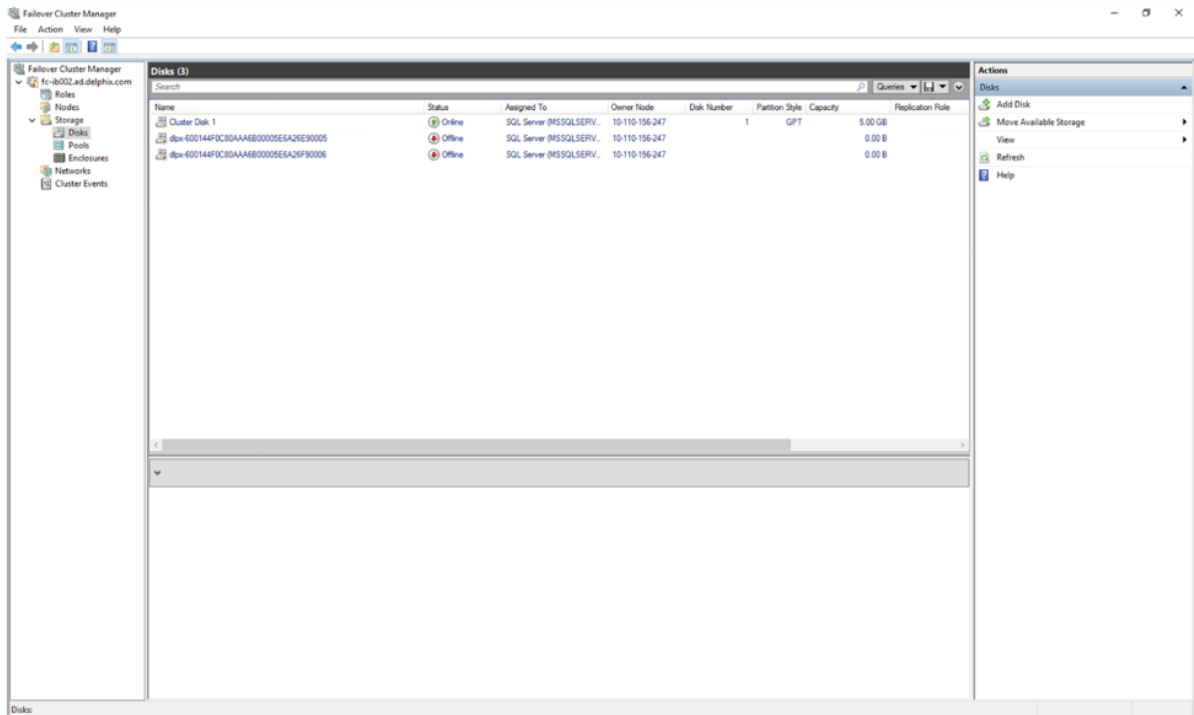 Failover Cluster Manager
File Action View Help
Failover Cluster Manager
fc-ib002.ad.delphix.com
Roles
Nodes
Storage
Disks
Pools
Enclosures
Networks
Cluster Events
Disks (3)
Search
Queries
Name Status Assigned To Owner Node Disk Number Partition Style Capacity Replication Role
Cluster Disk 1 Online SQL Server (MSSQLSERV... 10-110-156-247 1 GPT 5.00 GB
dlpx-600144F0C80AAA6B00005E6A26E90005 Offline SQL Server (MSSQLSERV... 10-110-156-247 0.00 B
dlpx-600144F0C80AAA6B00005E6A26F90006 Offline SQL Server (MSSQLSERV... 10-110-156-247 0.00 B
Actions
Disks
Add Disk
Move Available Storage
View
Refresh
Help
Disks: